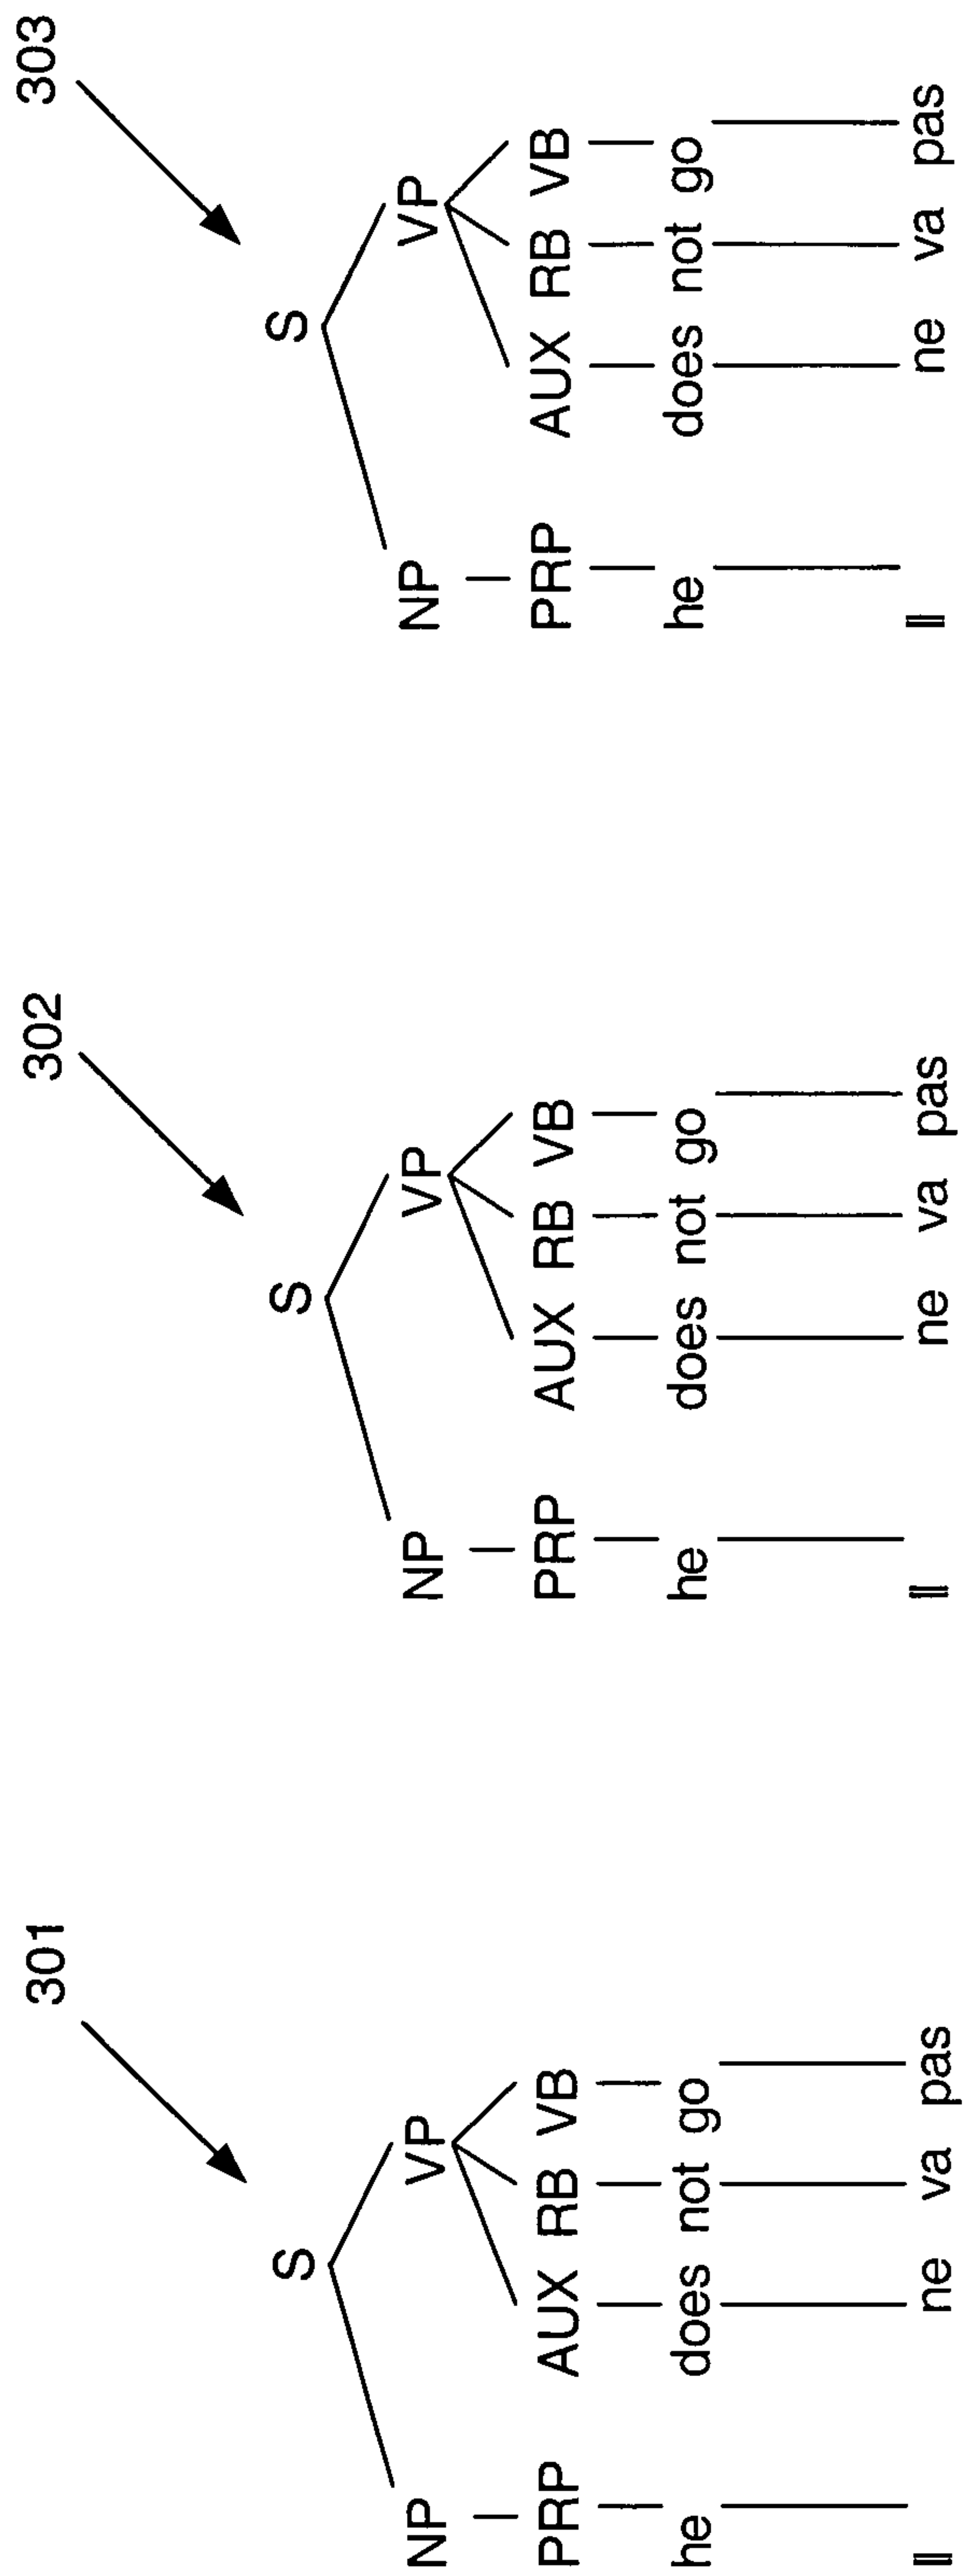 301
S
NP VP
PRP AUX RB VB
he does not go
Il ne va pas
302
S
NP VP
PRP AUX RB VB
he does not go
Il ne va pas
303
S
NP VP
PRP AUX RB VB
he does not go
Il ne va pas